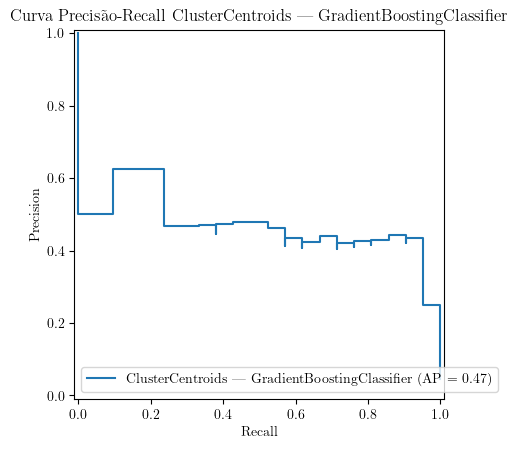 Curva Precisão-Recall ClusterCentroids — GradientBoostingClassifier
1.0
0.8
0.6
0.4
0.2
0.0
Precision
ClusterCentroids — GradientBoostingClassifier (AP = 0.47)
0.0 0.2 0.4 0.6 0.8 1.0
Recall